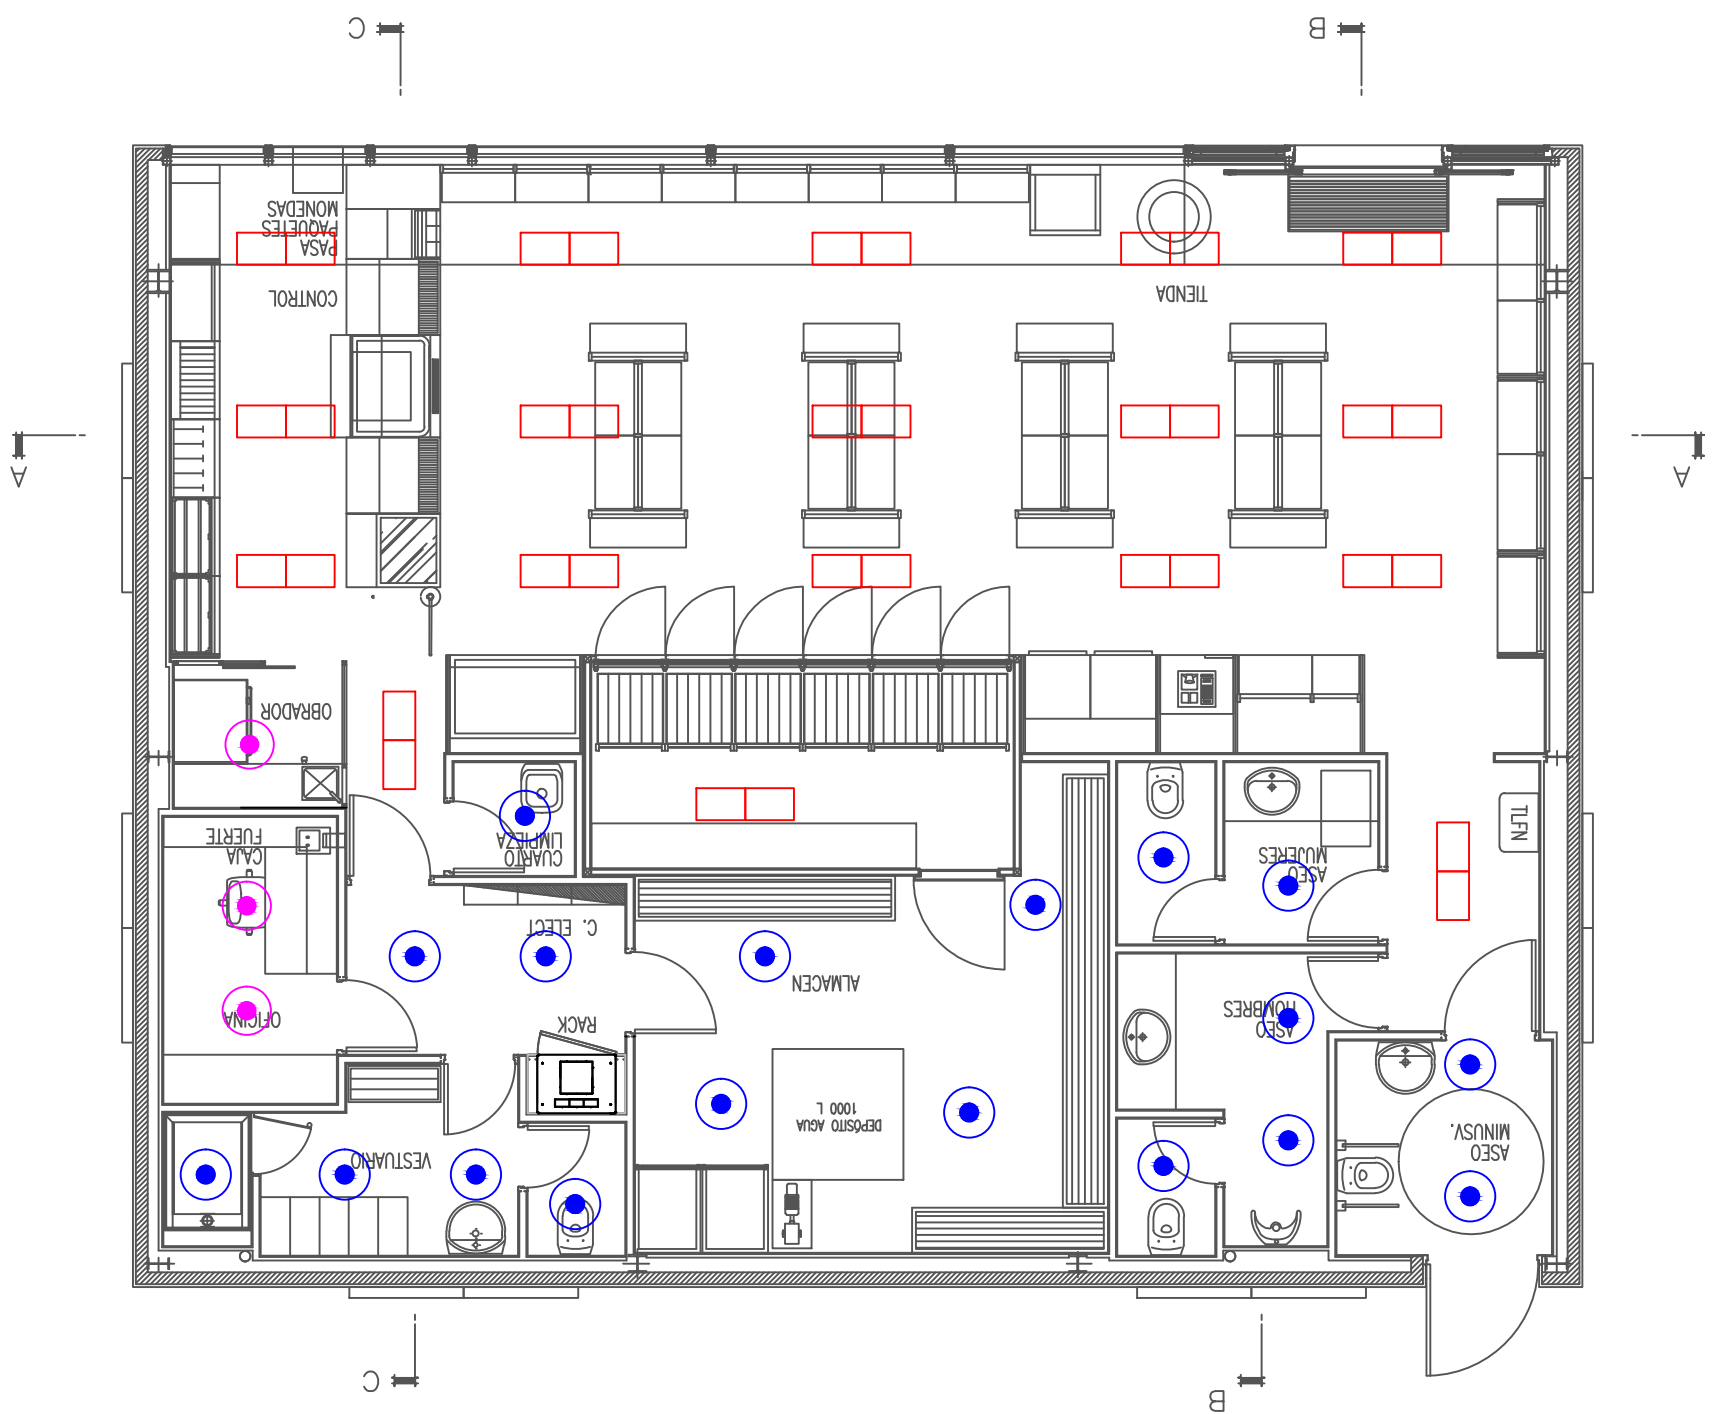 C
B
MONEDAS
PAQUETES
PASA
CONTROL
TIENDA
A
A
OBRADOR
FUERTE
CAJA
LIMPIEZA
CUARTO
TLFN
MUJERES
ASEO
C. ELECT
ALMACEN
OFICINA
RACK
HOMBRES
ASEO
1000 L
DEPÓSITO AGUA
VESTUARIO
MINUSV.
ASEO
C
B